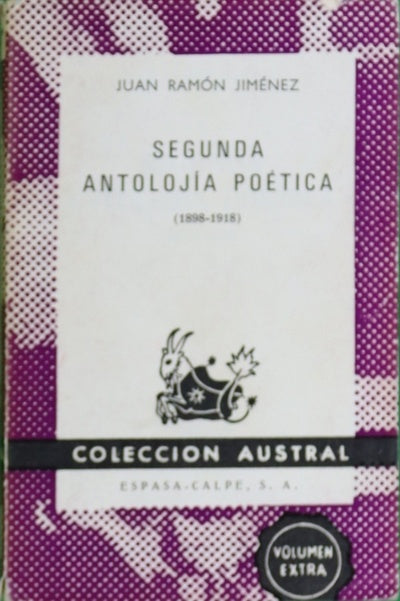 JUAN RAMÓN JIMÉNEZ
SEGUNDA
ANTOLOJÍA POÉTICA
(1898-1918)
COLECCION AUSTRAL
ESPASA-CALPE, S. A.
VOLUMEN
EXTRA